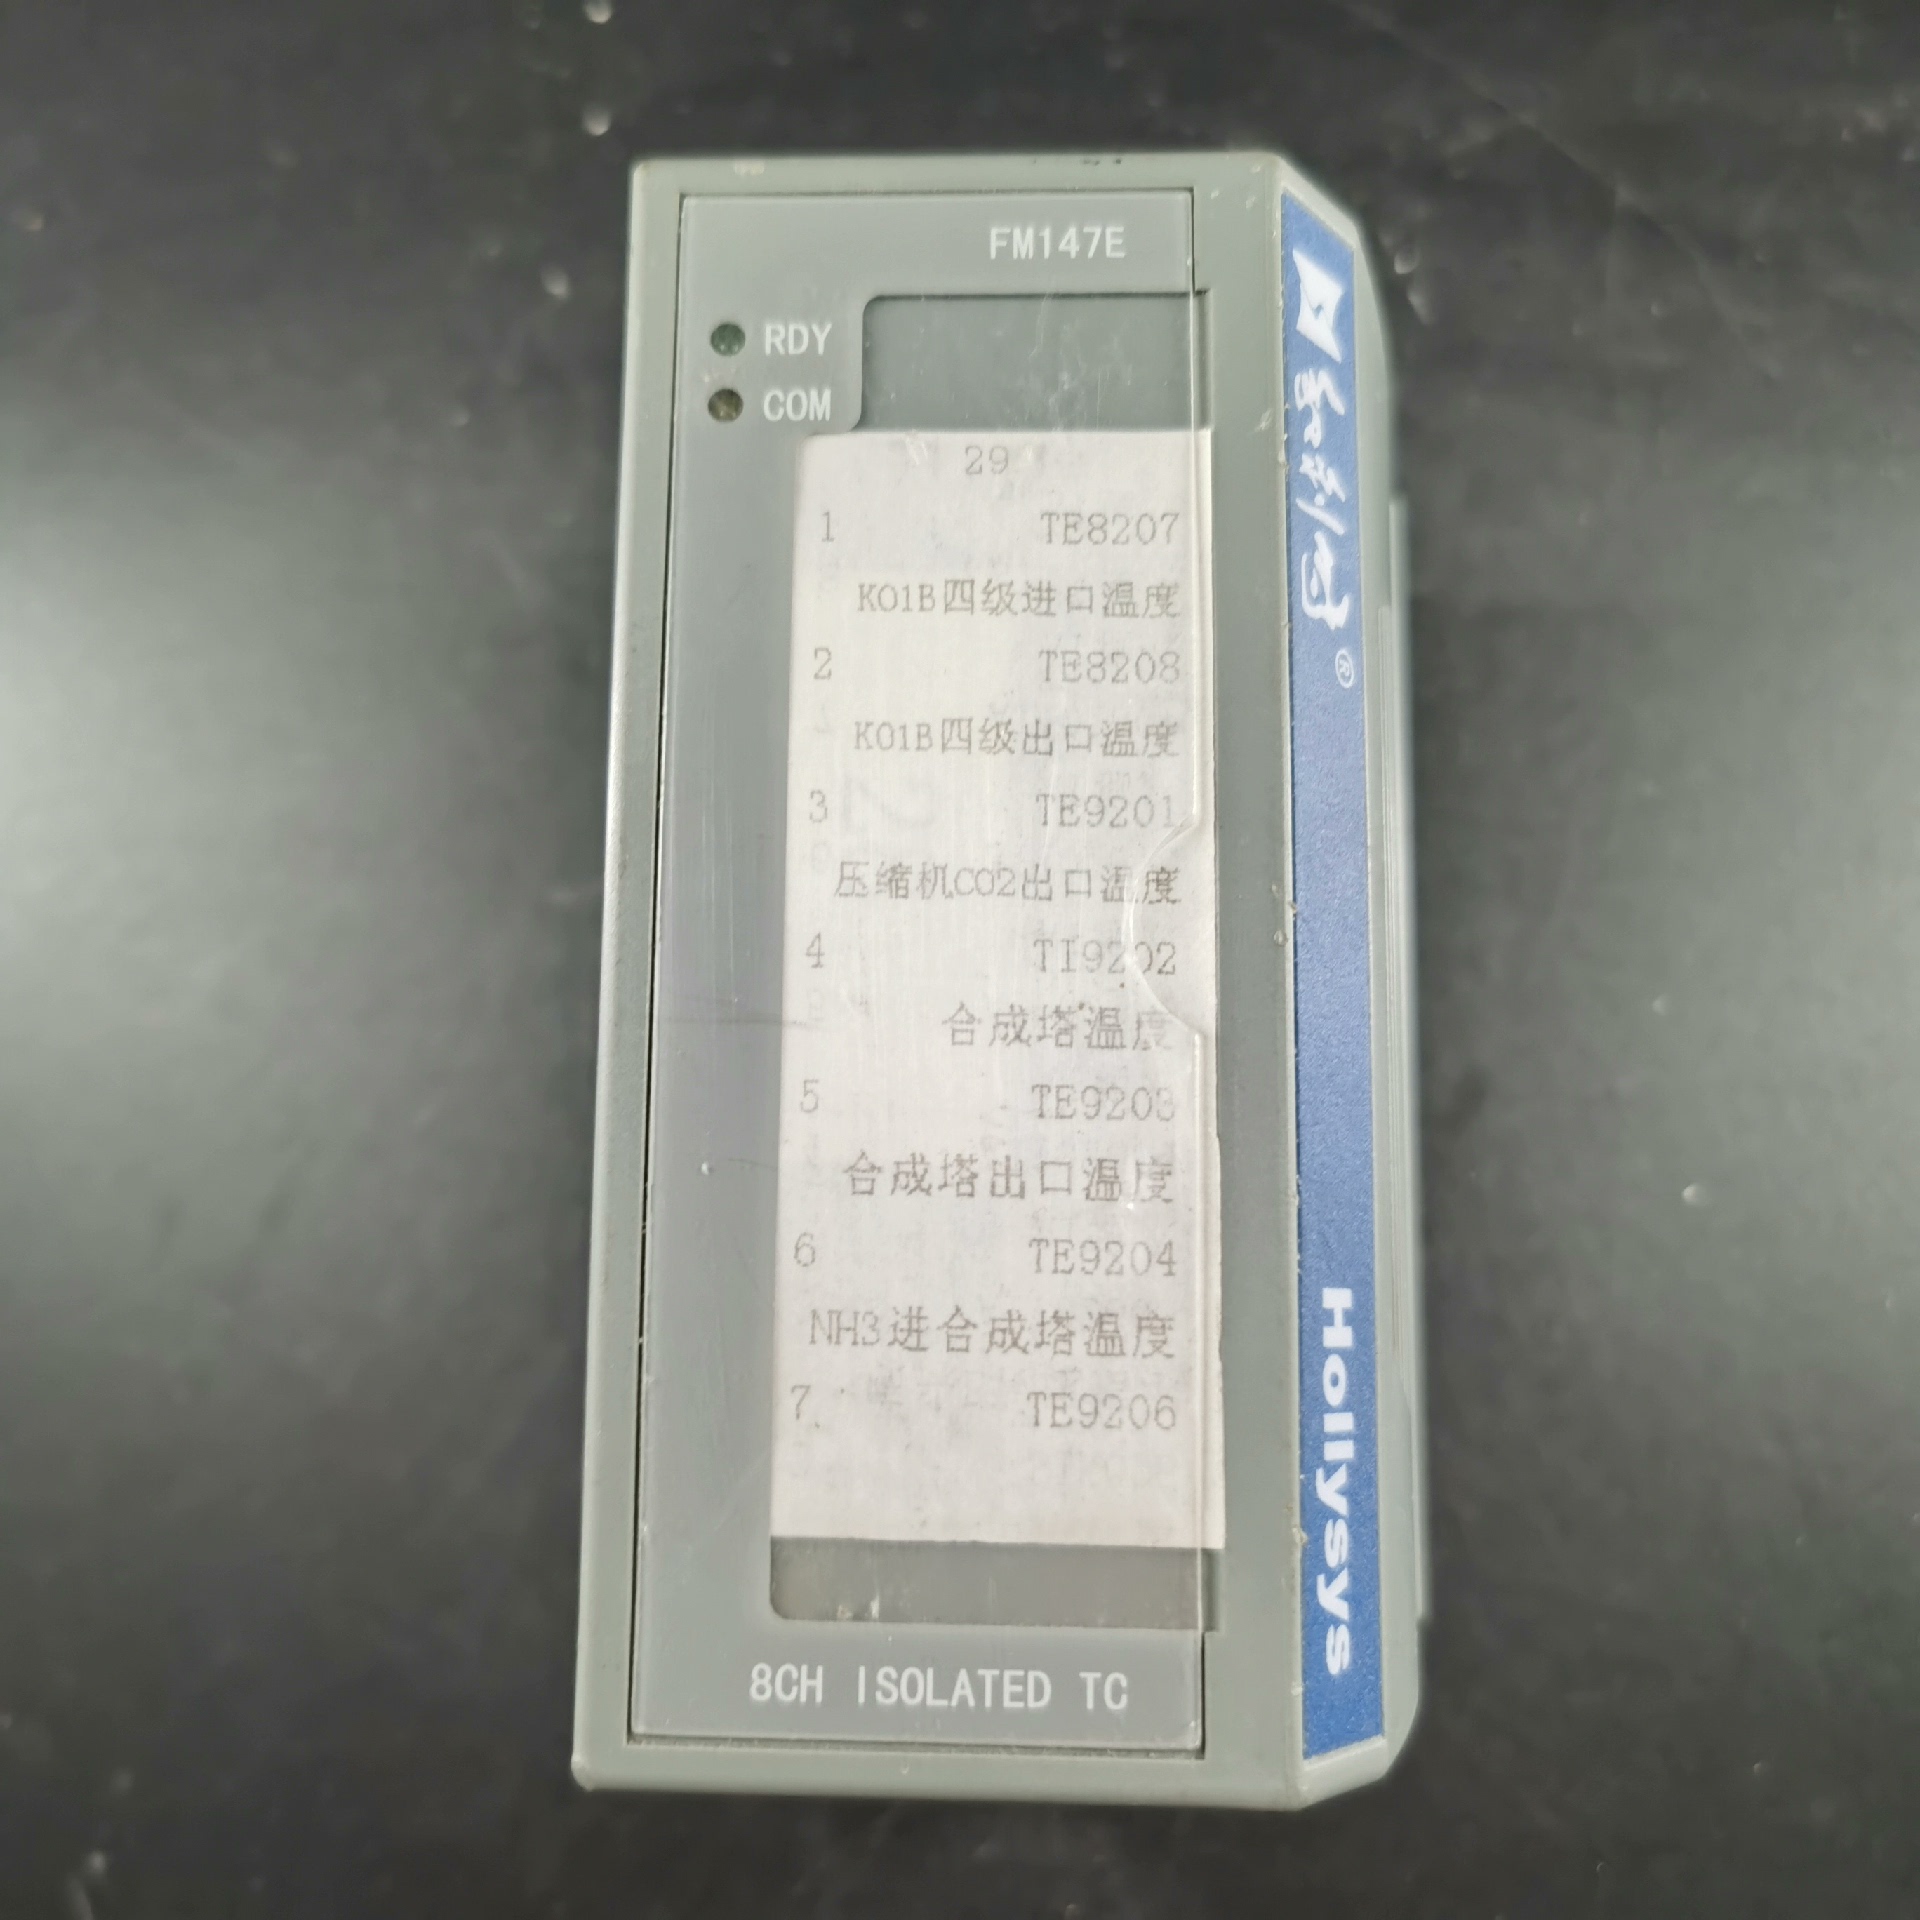 FM147E
RDY
COM
29
1 TE8207
K01B四级进口温度
2 TE8208
K01B四级出口温度
3 TE9201
压缩机CO2出口温度
4 TI9202
合成塔温度
5 TE9203
合成塔出口温度
6 TE9204
NH3进合成塔温度
7 TE9206
8CH ISOLATED TC
和利时®
Hollysys